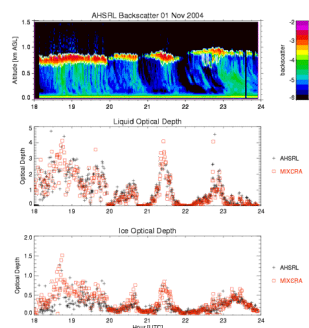 AHSRL Backscatter 01 Nov 2004
Altitude [km AGL]
1.5
1.0
0.5
0.0
18 19 20 21 22 23 24
-2
-3
-4
-5
-6
backscatter
Liquid Optical Depth
Optical Depth
5
4
3
2
1
0
18 19 20 21 22 23 24
AHSRL
MIXCRA
Ice Optical Depth
Optical Depth
2.0
1.5
1.0
0.5
0.0
18 19 20 21 22 23 24
Hour [UTC]
AHSRL
MIXCRA